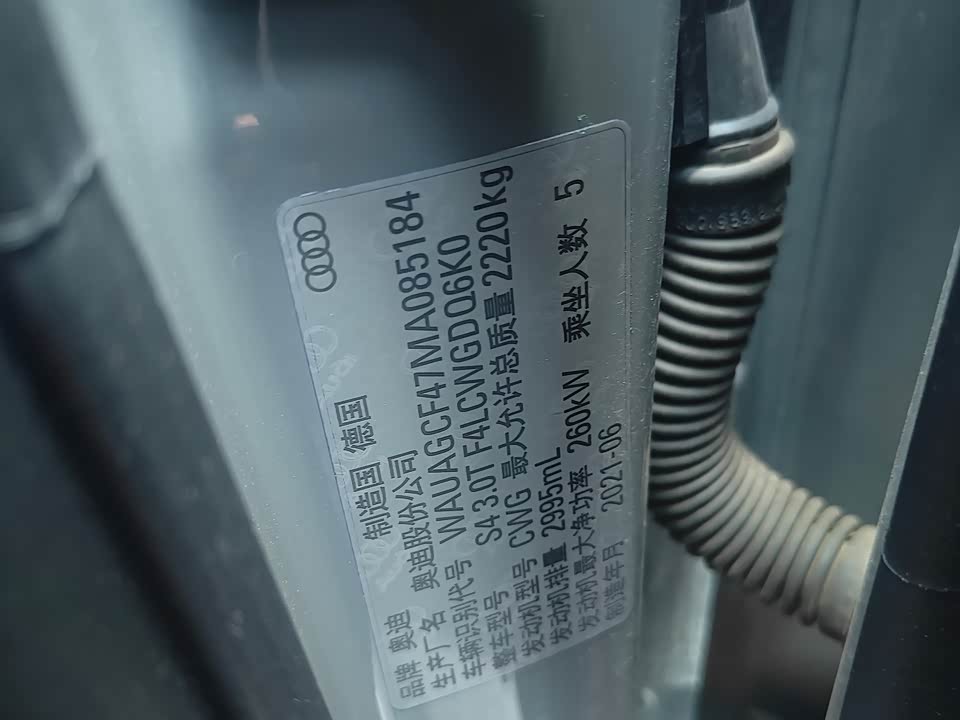 品牌 奥迪 制造国 德国
生产厂名 奥迪股份公司
车辆识别代号 WAUAGCF47MA085184
整车型号 S4 3.0T F4LCWGDQ6K0
发动机型号 CWG 最大允许总质量 2220kg
发动机排量 2995mL
发动机最大净功率 260kW 乘坐人数 5
制造年月 2021-06